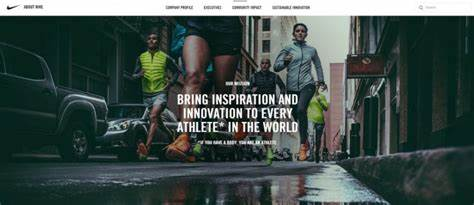 ABOUT NIKE
COMPANY PROFILE
EXECUTIVES
COMMUNITY IMPACT
SUSTAINABLE INNOVATION
Search
OUR MISSION
BRING INSPIRATION AND
INNOVATION TO EVERY
ATHLETE* IN THE WORLD
*IF YOU HAVE A BODY, YOU ARE AN ATHLETE.